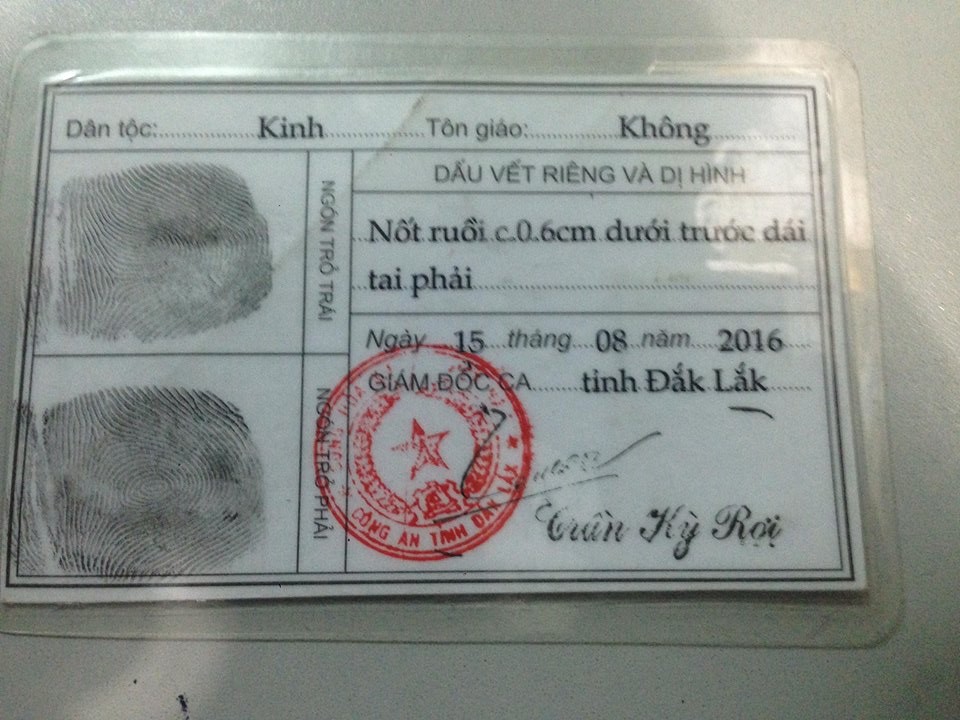 Dân tộc: Kinh Tôn giáo: Không
NGÓN TRỎ TRÁI
DẤU VẾT RIÊNG VÀ DỊ HÌNH
Nốt ruồi c.0.6cm dưới trước dái
tai phải
Ngày 15 tháng 08 năm 2016
GIÁM ĐỐC CA tỉnh Đắk Lắk
NGÓN TRỎ PHẢI
CÔNG AN TỈNH ĐẮK LẮK
Trần Kỳ Rợi